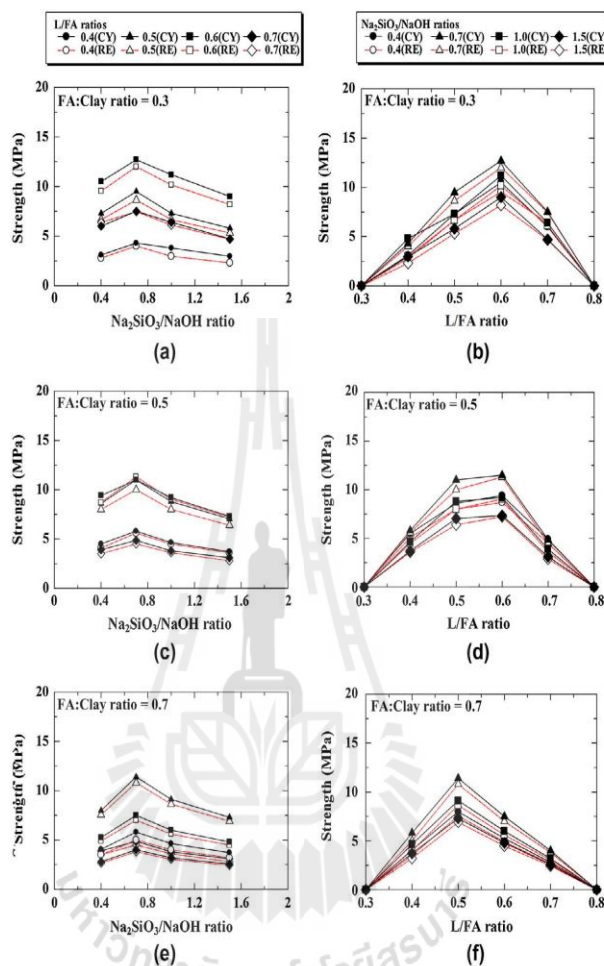 L/FA ratios
0.4(CY) 0.5(CY) 0.6(CY) 0.7(CY)
0.4(RE) 0.5(RE) 0.6(RE) 0.7(RE)
Na₂SiO₃/NaOH ratios
0.4(CY) 0.7(CY) 1.0(CY) 1.5(CY)
0.4(RE) 0.7(RE) 1.0(RE) 1.5(RE)
FA:Clay ratio = 0.3
Strength (MPa)
20
15
10
5
0
0 0.4 0.8 1.2 1.6 2
Na₂SiO₃/NaOH ratio
(a)
FA:Clay ratio = 0.3
Strength (MPa)
20
15
10
5
0
0.3 0.4 0.5 0.6 0.7 0.8
L/FA ratio
(b)
FA:Clay ratio = 0.5
Strength (MPa)
20
15
10
5
0
0 0.4 0.8 1.2 1.6 2
Na₂SiO₃/NaOH ratio
(c)
FA:Clay ratio = 0.5
Strength (MPa)
20
15
10
5
0
0.3 0.4 0.5 0.6 0.7 0.8
L/FA ratio
(d)
FA:Clay ratio = 0.7
Strength (MPa)
20
15
10
5
0
0 0.4 0.8 1.2 1.6 2
Na₂SiO₃/NaOH ratio
(e)
FA:Clay ratio = 0.7
Strength (MPa)
20
15
10
5
0
0.3 0.4 0.5 0.6 0.7 0.8
L/FA ratio
(f)